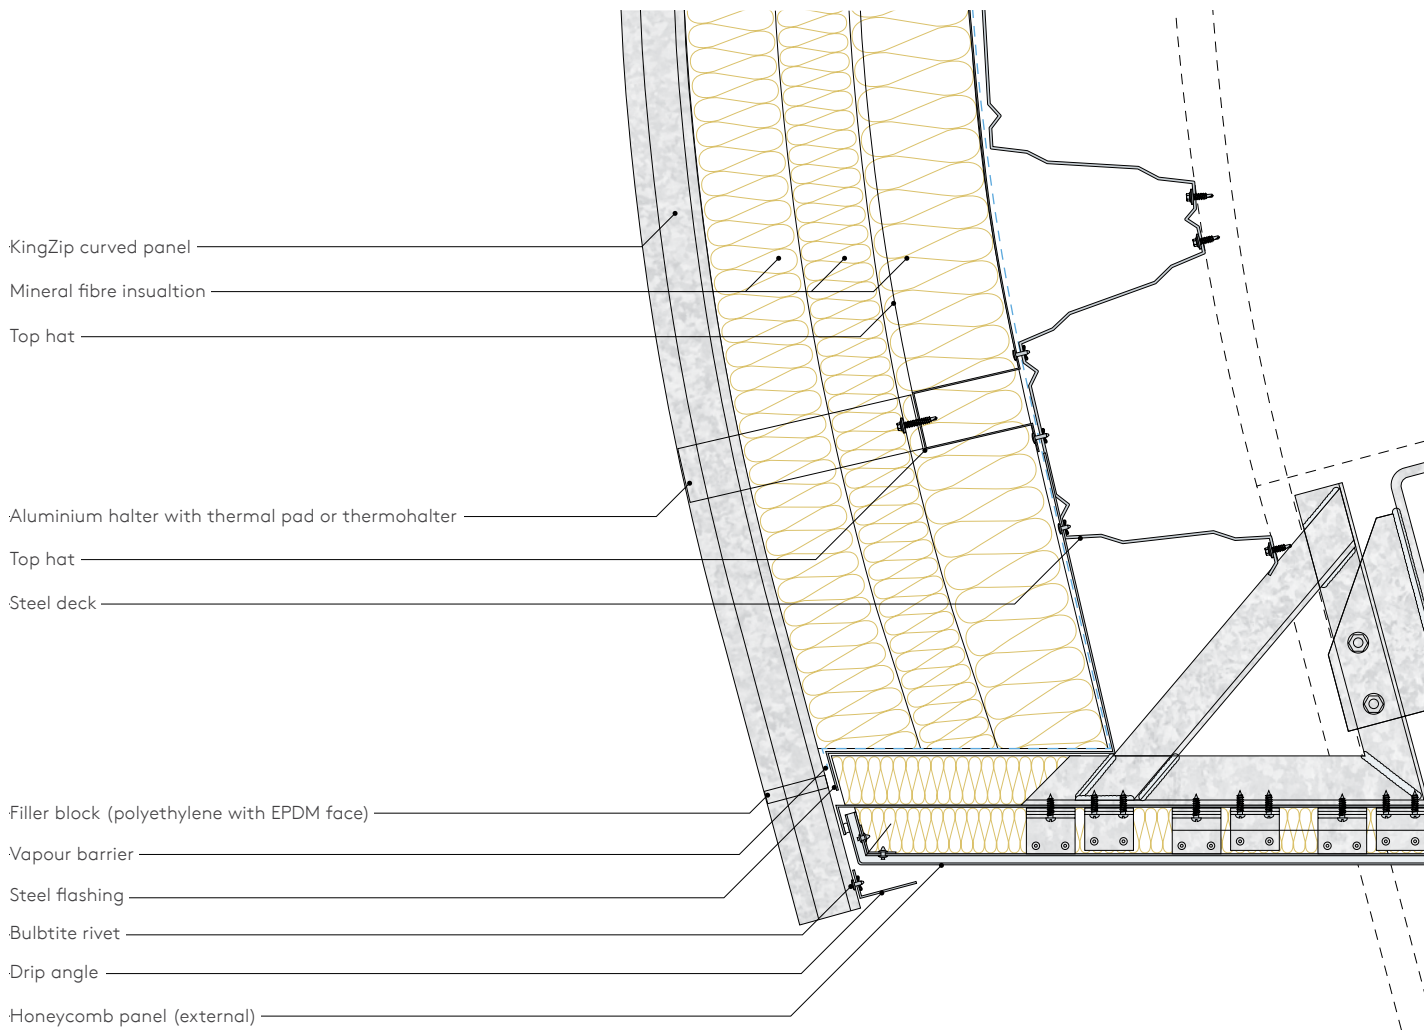 KingZip curved panel
Mineral fibre insualtion
Top hat
Aluminium halter with thermal pad or thermohalter
Top hat
Steel deck
Filler block (polyethylene with EPDM face)
Vapour barrier
Steel flashing
Bulbtite rivet
Drip angle
Honeycomb panel (external)